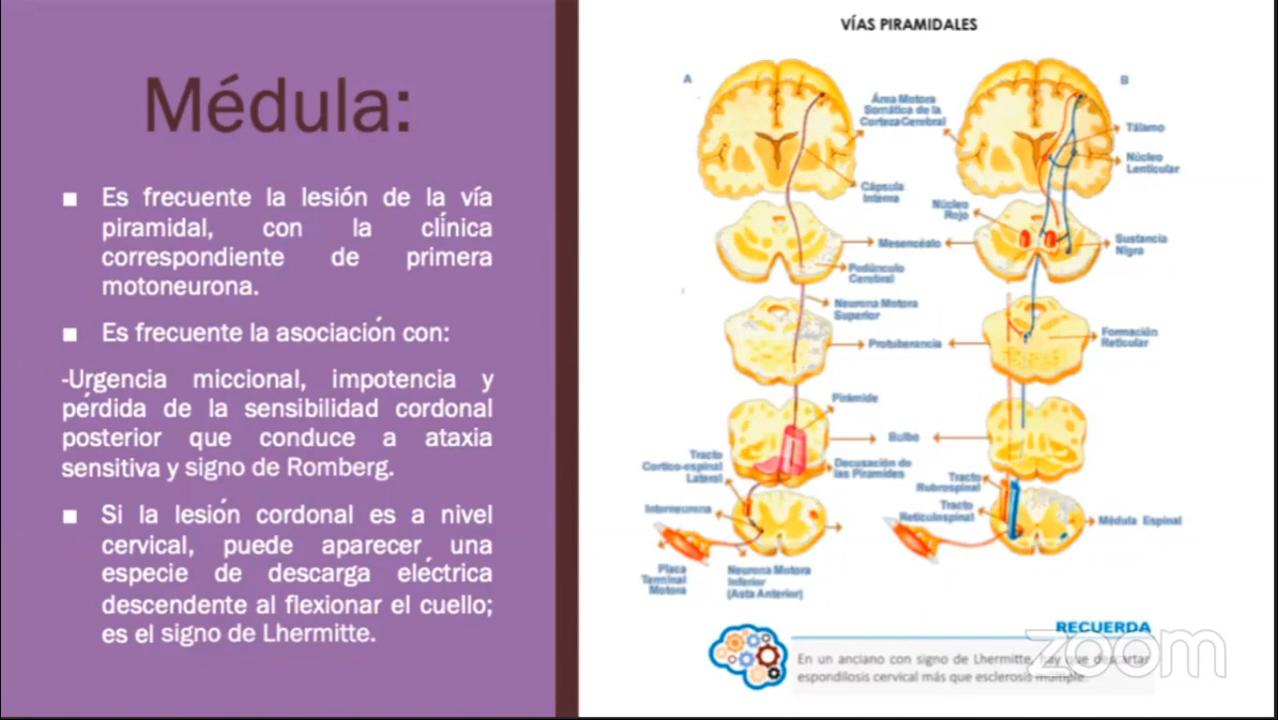 Médula:
■ Es frecuente la lesión de la vía
piramidal, con la clínica
correspondiente de primera
motoneurona.
■ Es frecuente la asociación con:
-Urgencia miccional, impotencia y
pérdida de la sensibilidad cordonal
posterior que conduce a ataxia
sensitiva y signo de Romberg.
■ Si la lesión cordonal es a nivel
cervical, puede aparecer una
especie de descarga eléctrica
descendente al flexionar el cuello;
es el signo de Lhermitte.
VÍAS PIRAMIDALES
A
B
Área Motora
Somática de la
Corteza Cerebral
Tálamo
Núcleo
Lenticular
Cápsula
Interna
Núcleo
Rojo
Mesencéalo
Sustancia
Nigra
Pedúnculo
Cerebral
Neurona Motora
Superior
Protuberancia
Formación
Reticular
Pirámide
Bulbo
Tracto
Cortico-espinal
Lateral
Decusación de
las Pirámides
Tracto
Rubrospinal
Interneurona
Tracto
Reticulospinal
Médula Espinal
Placa
Terminal
Motora
Neurona Motora
Inferior
(Asta Anterior)
RECUERDA
En un anciano con signo de Lhermitte, hay que descartar
espondilosis cervical más que esclerosis múltiple.
zoom